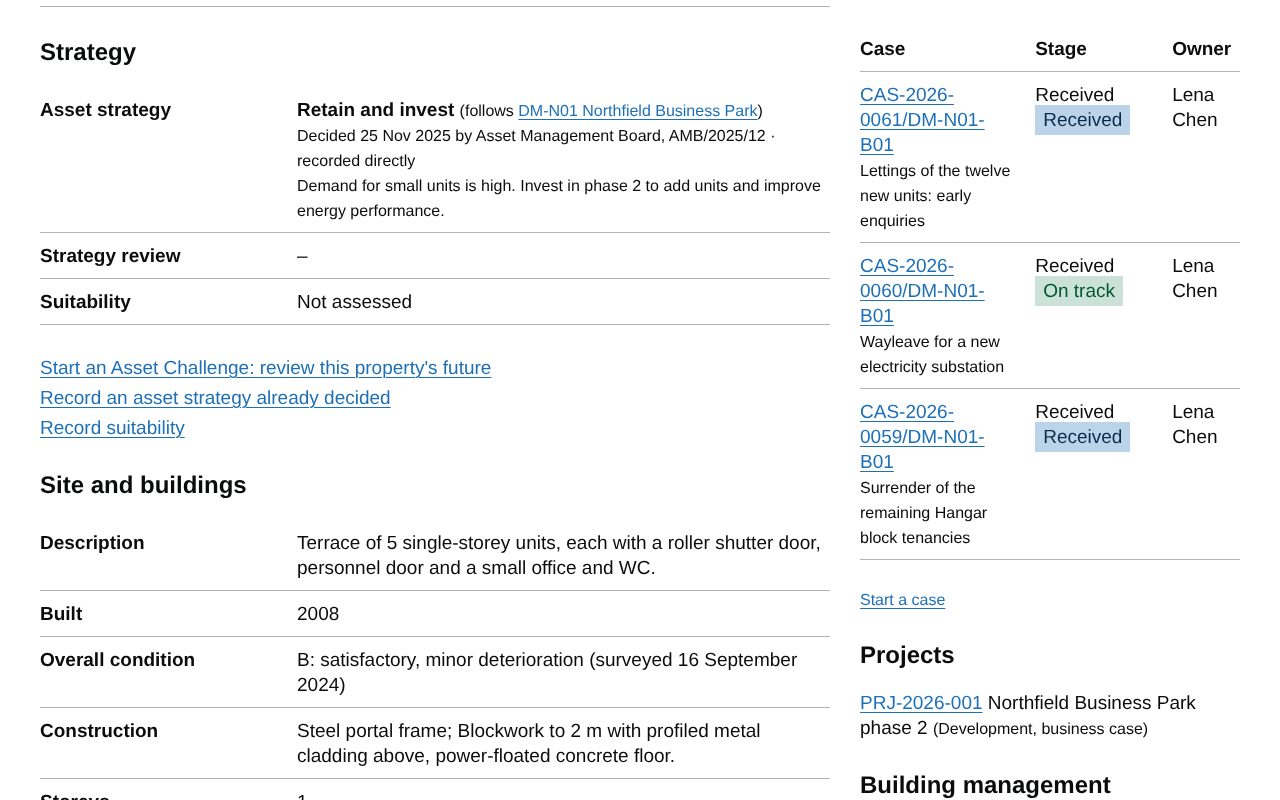 Strategy
Asset strategy
Retain and invest (follows DM-N01 Northfield Business Park)
Decided 25 Nov 2025 by Asset Management Board, AMB/2025/12 ·
recorded directly
Demand for small units is high. Invest in phase 2 to add units and improve
energy performance.
Strategy review
–
Suitability
Not assessed
Start an Asset Challenge: review this property's future
Record an asset strategy already decided
Record suitability
Site and buildings
Description
Terrace of 5 single-storey units, each with a roller shutter door,
personnel door and a small office and WC.
Built
2008
Overall condition
B: satisfactory, minor deterioration (surveyed 16 September
2024)
Construction
Steel portal frame; Blockwork to 2 m with profiled metal
cladding above, power-floated concrete floor.
Storeys
1
Case
Stage
Owner
CAS-2026-
0061/DM-N01-
B01
Lettings of the twelve
new units: early
enquiries
Received
Received
Lena
Chen
CAS-2026-
0060/DM-N01-
B01
Wayleave for a new
electricity substation
Received
On track
Lena
Chen
CAS-2026-
0059/DM-N01-
B01
Surrender of the
remaining Hangar
block tenancies
Received
Received
Lena
Chen
Start a case
Projects
PRJ-2026-001 Northfield Business Park
phase 2 (Development, business case)
Building management